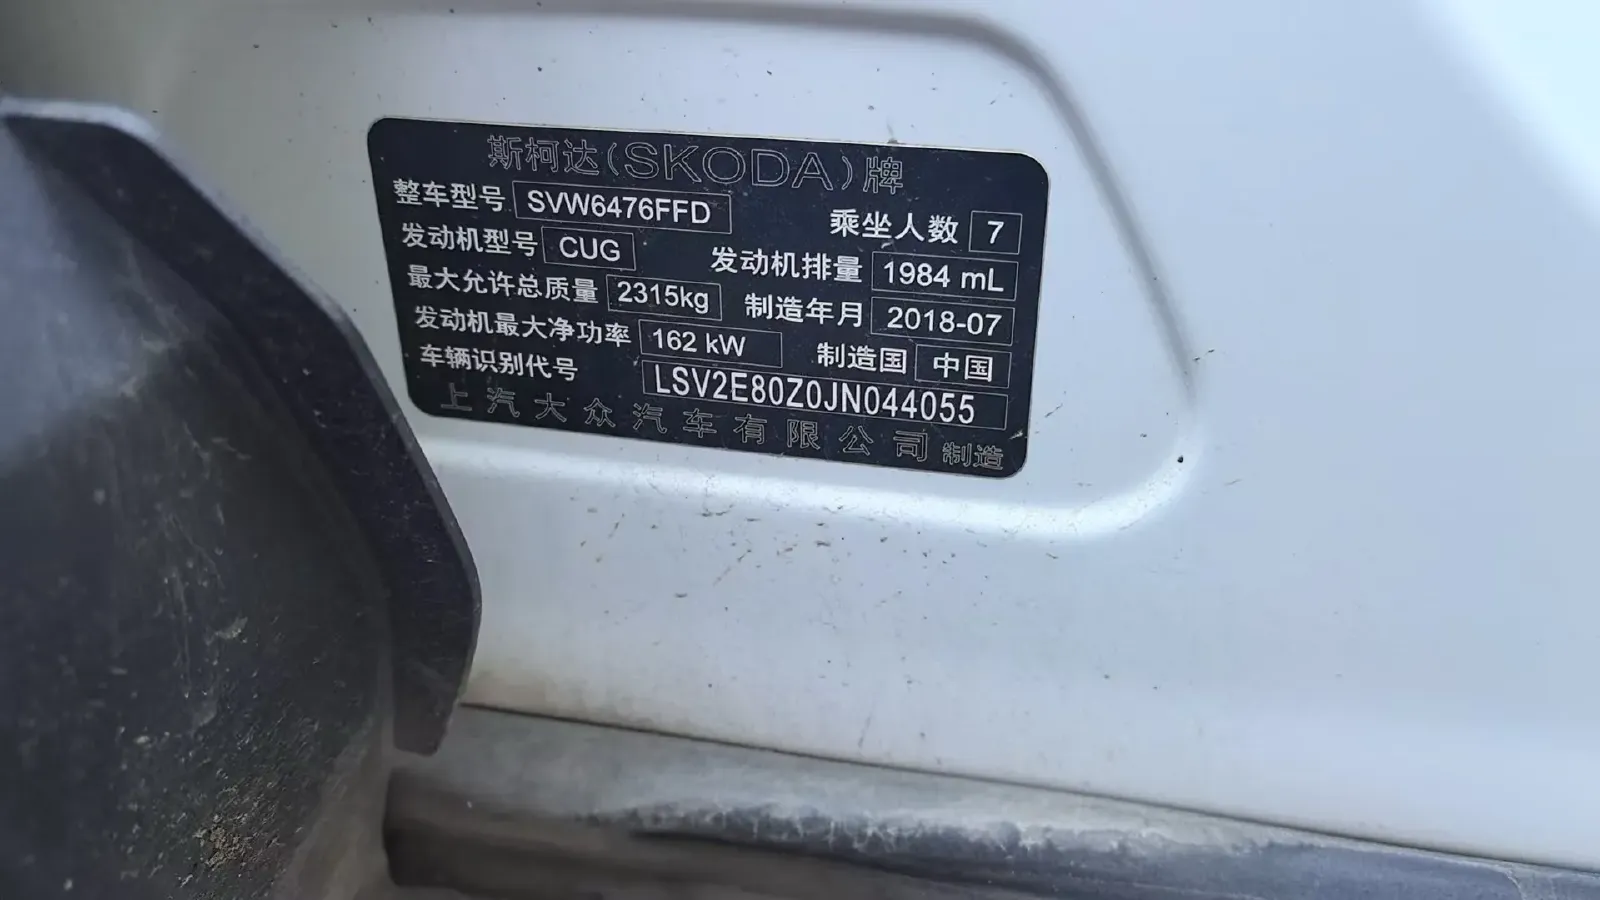 斯柯达(SKODA)牌
整车型号 SVW6476FFD 乘坐人数 7
发动机型号 CUG 发动机排量 1984 mL
最大允许总质量 2315kg 制造年月 2018-07
发动机最大净功率 162 kW 制造国 中国
车辆识别代号 LSV2E80Z0JN044055
上汽大众汽车有限公司 制造